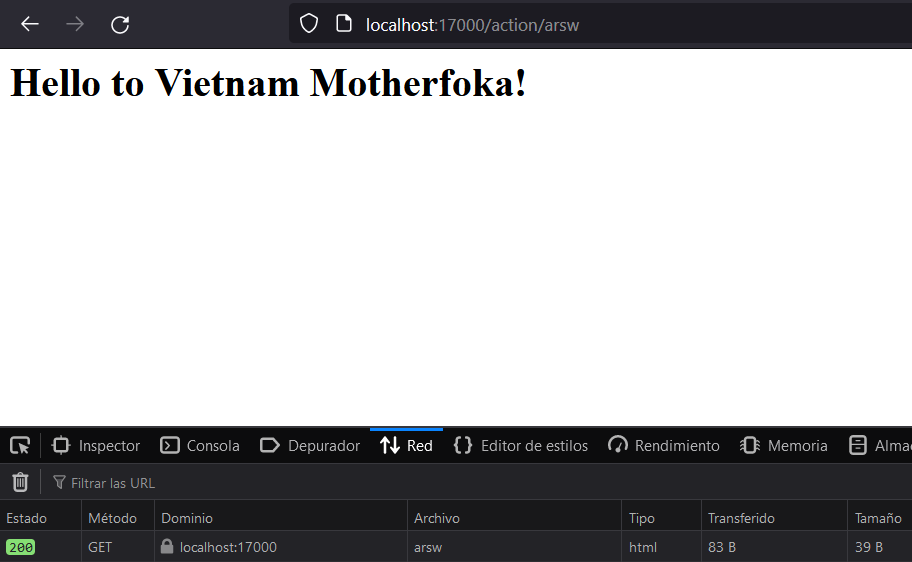 localhost:17000/action/arsw
Hello to Vietnam Motherfoka!
Inspector Consola Depurador Red Editor de estilos Rendimiento Memoria Alma
Filtrar las URL
Estado Método Dominio Archivo Tipo Transferido Tamaño
200 GET localhost:17000 arsw html 83 B 39 B